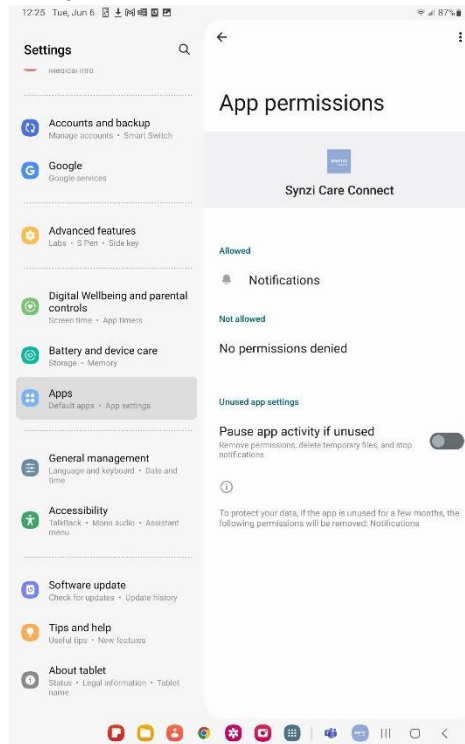 12:25 Tue, Jun 6
87%
Settings
Medical info
Accounts and backup
Manage accounts • Smart Switch
Google
Google services
Advanced features
Labs • S Pen • Side key
Digital Wellbeing and parental
controls
Screen time • App timers
Battery and device care
Storage • Memory
Apps
Default apps • App settings
General management
Language and keyboard • Date and
time
Accessibility
TalkBack • Mono audio • Assistant
menu
Software update
Check for updates • Update history
Tips and help
Useful tips • New features
About tablet
Status • Legal information • Tablet
name
App permissions
Synzi Care Connect
Allowed
Notifications
Not allowed
No permissions denied
Unused app settings
Pause app activity if unused
Remove permissions, delete temporary files, and stop
notifications.
To protect your data, if the app is unused for a few months, the
following permissions will be removed: Notifications